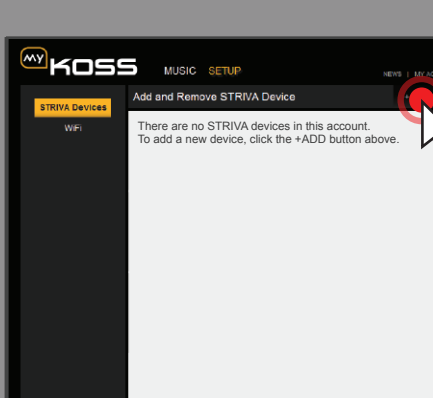 MY KOSS
MUSIC SETUP
NEWS | MY
STRIVA Devices
WiFi
Add and Remove STRIVA Device
There are no STRIVA devices in this account.
To add a new device, click the +ADD button above.